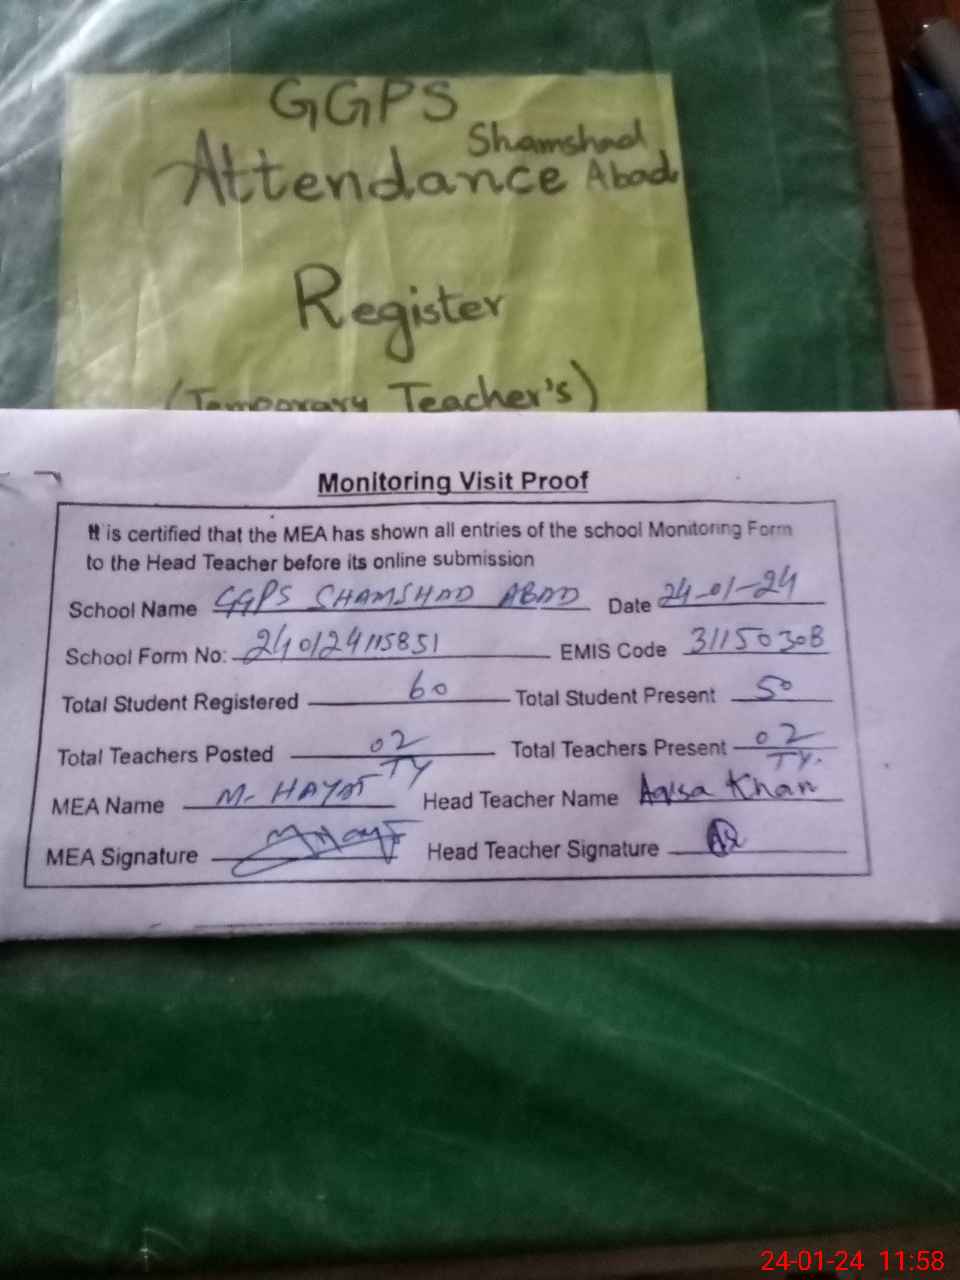 GGPS
Shamshad
Attendance Abad
Register
(Temporary Teacher's)
Monitoring Visit Proof
It is certified that the MEA has shown all entries of the school Monitoring Form
to the Head Teacher before its online submission
School Name GGPS SHAMSHAD ABAD Date 24-01-24
School Form No: 240124115851 EMIS Code 31150308
Total Student Registered 60 Total Student Present 50
Total Teachers Posted 02 Total Teachers Present 02
TY TY.
MEA Name M. HAYAT Head Teacher Name Aqsa Khan
MEA Signature Head Teacher Signature
24-01-24 11:58